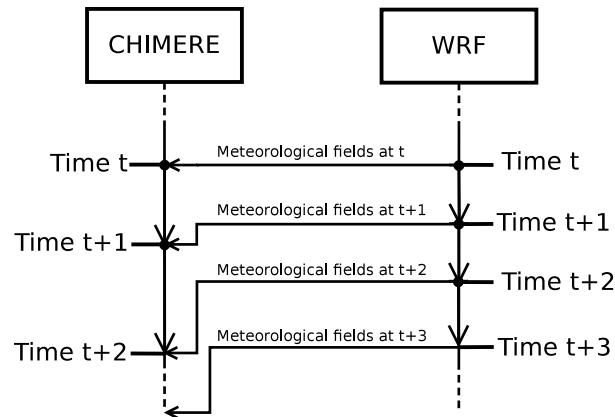 CHIMERE
WRF
Meteorological fields at t
Time t
Time t
Meteorological fields at t+1
Time t+1
Time t+1
Meteorological fields at t+2
Time t+2
Meteorological fields at t+3
Time t+2
Time t+3